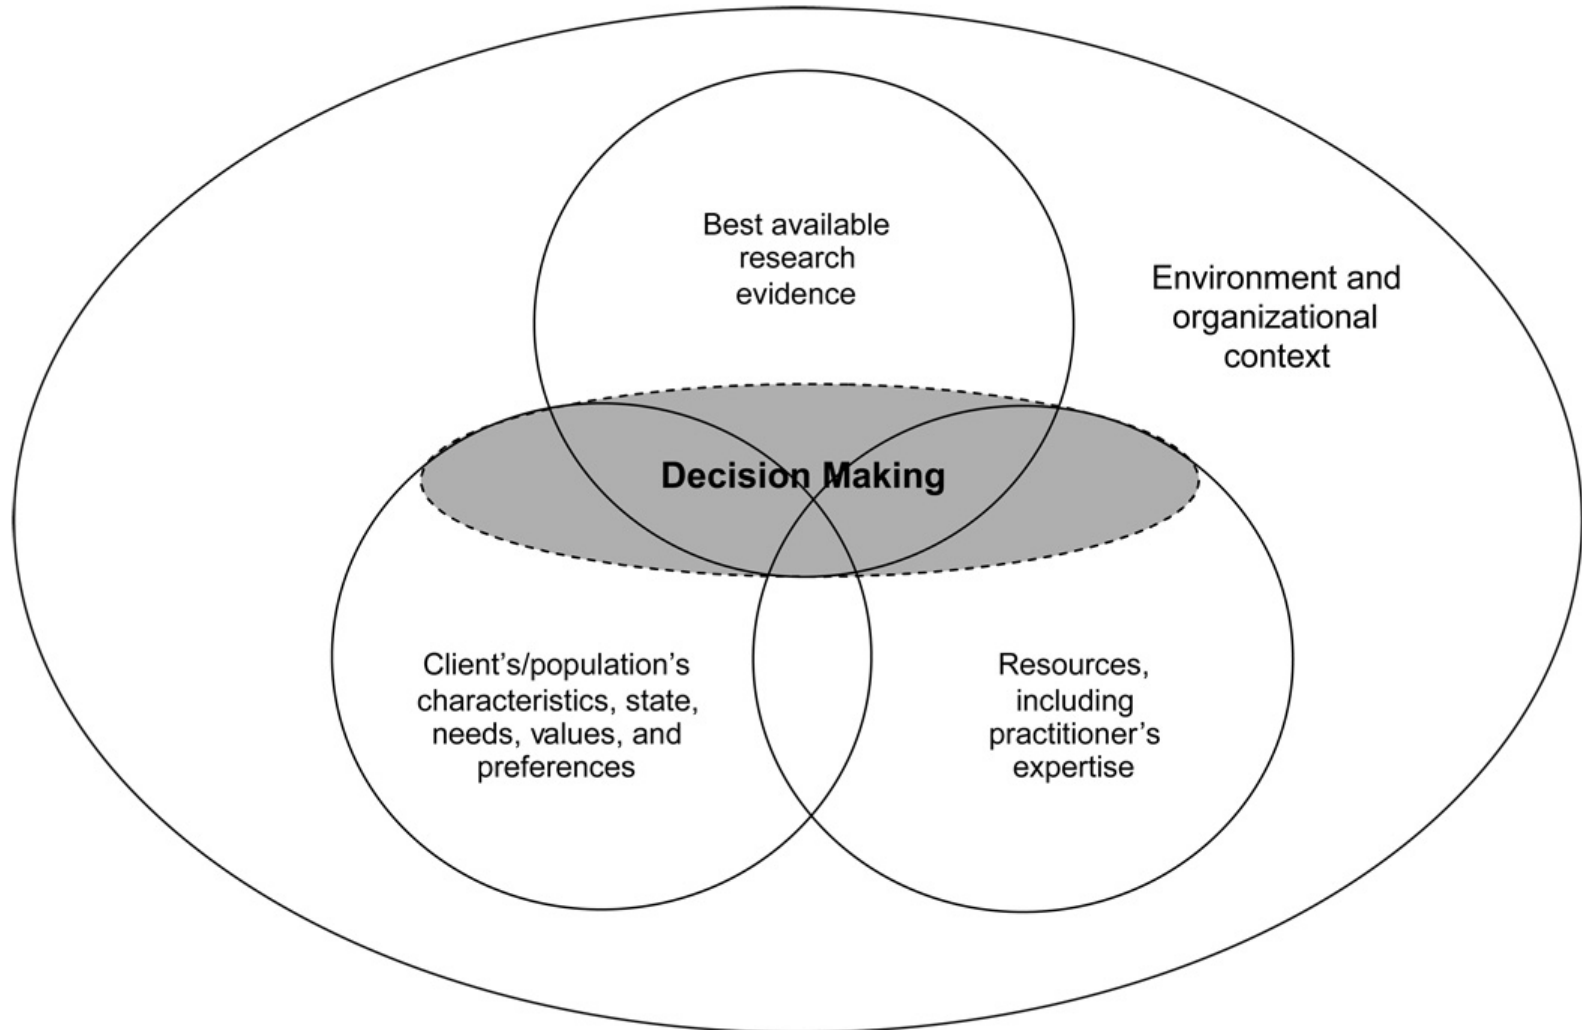 Best available
research
evidence
Environment and
organizational
context
Decision Making
Client’s/population’s
characteristics, state,
needs, values, and
preferences
Resources,
including
practitioner’s
expertise